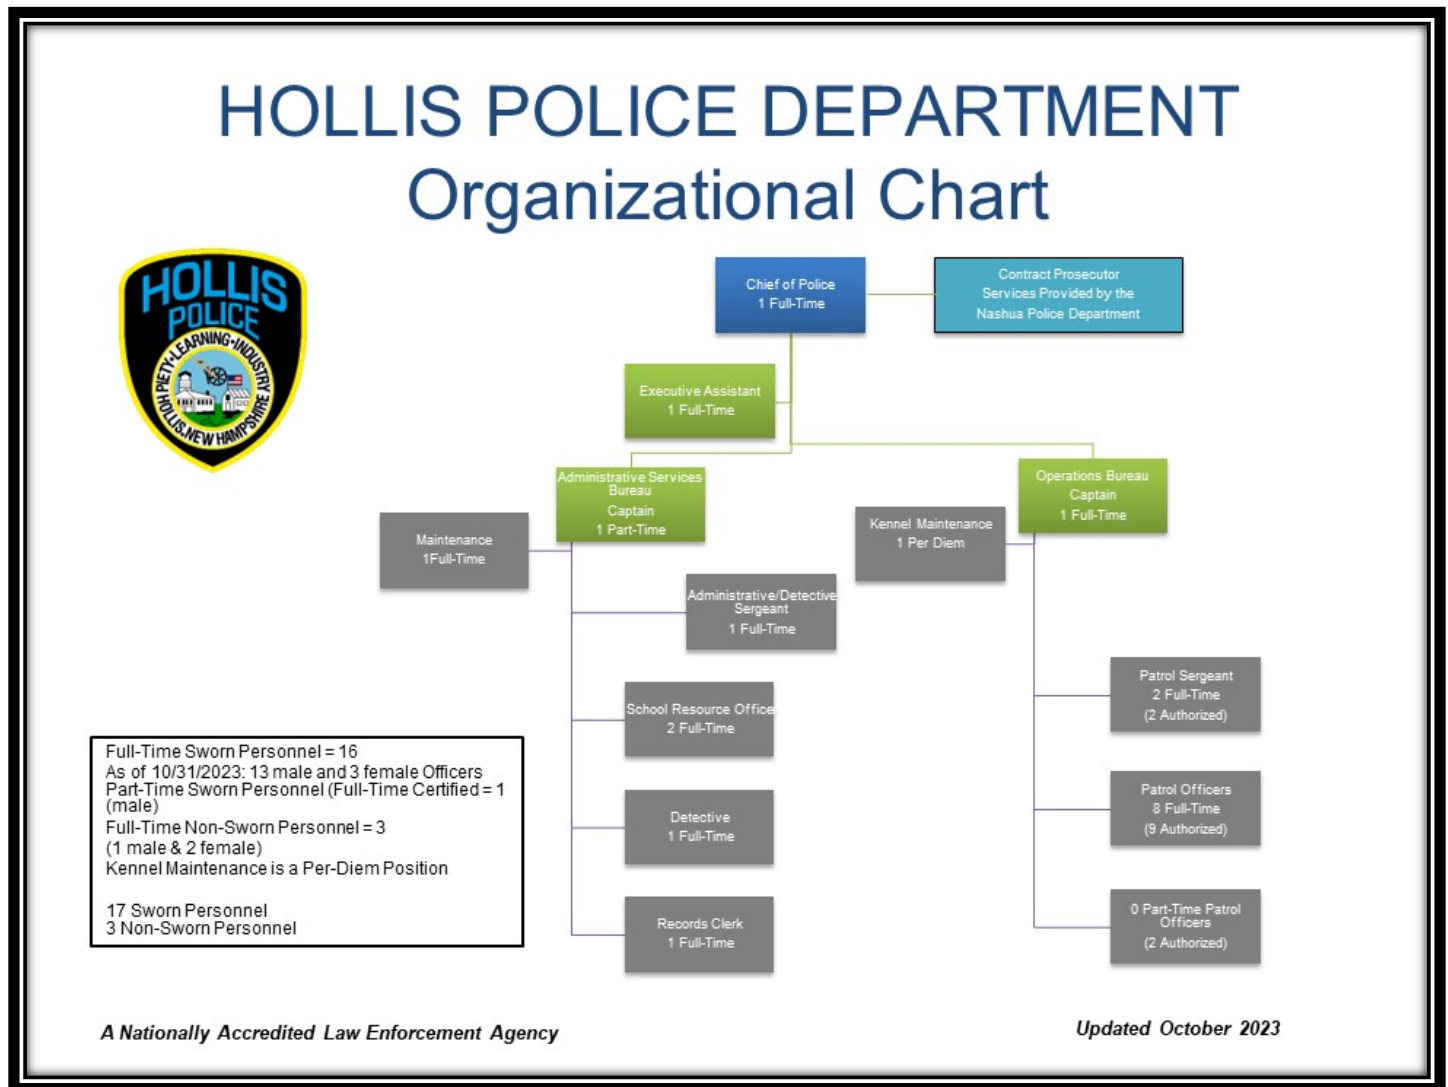 HOLLIS POLICE DEPARTMENT
Organizational Chart
HOLLIS
POLICE
PIETY·LEARNING·INDUSTRY
HOLLIS, NEW HAMPSHIRE
Chief of Police
1 Full-Time
Contract Prosecutor
Services Provided by the
Nashua Police Department
Executive Assistant
1 Full-Time
Administrative Services
Bureau
Captain
1 Part-Time
Operations Bureau
Captain
1 Full-Time
Maintenance
1Full-Time
Kennel Maintenance
1 Per Diem
Administrative/Detective
Sergeant
1 Full-Time
School Resource Office
2 Full-Time
Detective
1 Full-Time
Records Clerk
1 Full-Time
Patrol Sergeant
2 Full-Time
(2 Authorized)
Patrol Officers
8 Full-Time
(9 Authorized)
0 Part-Time Patrol
Officers
(2 Authorized)
Full-Time Sworn Personnel = 16
As of 10/31/2023: 13 male and 3 female Officers
Part-Time Sworn Personnel (Full-Time Certified = 1
(male)
Full-Time Non-Sworn Personnel = 3
(1 male & 2 female)
Kennel Maintenance is a Per-Diem Position
17 Sworn Personnel
3 Non-Sworn Personnel
A Nationally Accredited Law Enforcement Agency
Updated October 2023